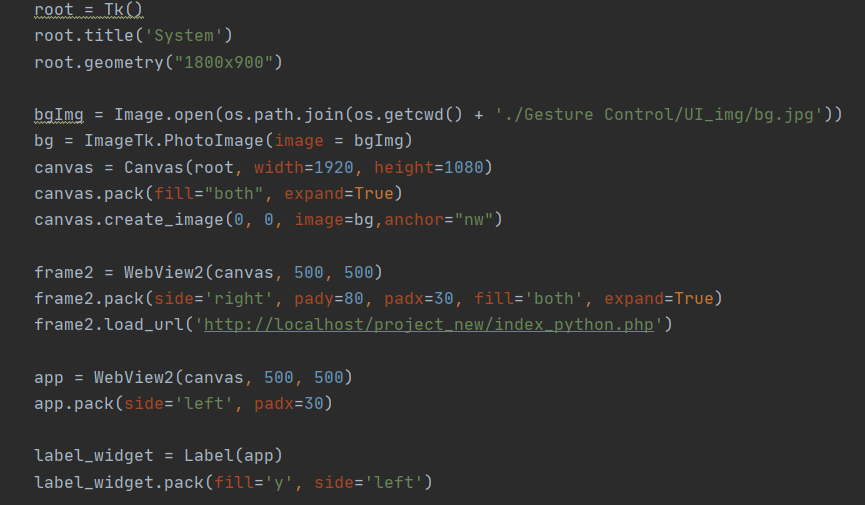 root = Tk()
root.title('System')
root.geometry("1800x900")
bgImg = Image.open(os.path.join(os.getcwd() + './Gesture Control/UI_img/bg.jpg'))
bg = ImageTk.PhotoImage(image = bgImg)
canvas = Canvas(root, width=1920, height=1080)
canvas.pack(fill="both", expand=True)
canvas.create_image(0, 0, image=bg,anchor="nw")
frame2 = WebView2(canvas, 500, 500)
frame2.pack(side='right', pady=80, padx=30, fill='both', expand=True)
frame2.load_url('http://localhost/project_new/index_python.php')
app = WebView2(canvas, 500, 500)
app.pack(side='left', padx=30)
label_widget = Label(app)
label_widget.pack(fill='y', side='left')